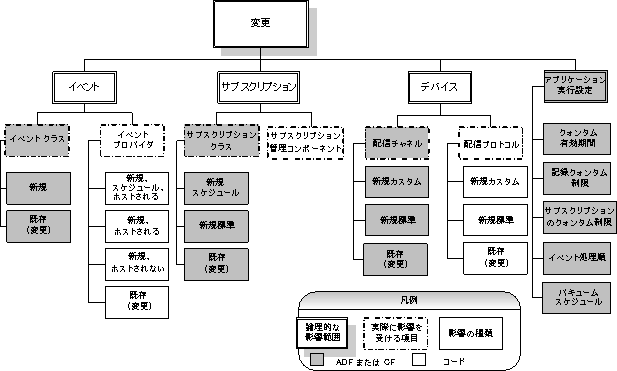 変更
イベント
サブスクリプション
デバイス
アプリケーション
実行設定
イベント クラス
イベント
プロバイダ
サブスクリプション
クラス
サブスクリプション
管理コンポーネント
配信チャネル
配信プロトコル
クォンタム
有効期間
新規
新規、
スケジュール、
ホストされる
新規
スケジュール
新規カスタム
新規カスタム
記録クォンタム
制限
既存
(変更)
新規、
ホストされる
新規標準
新規標準
新規標準
サブスクリプション
のクォンタム制限
新規、
ホストされない
既存
(変更)
既存
(変更)
既存
(変更)
イベント処理順
既存
(変更)
バキューム
スケジュール
凡例
論理的な
影響範囲
実際に影響を
受ける項目
影響の種類
ADF または CF
コード